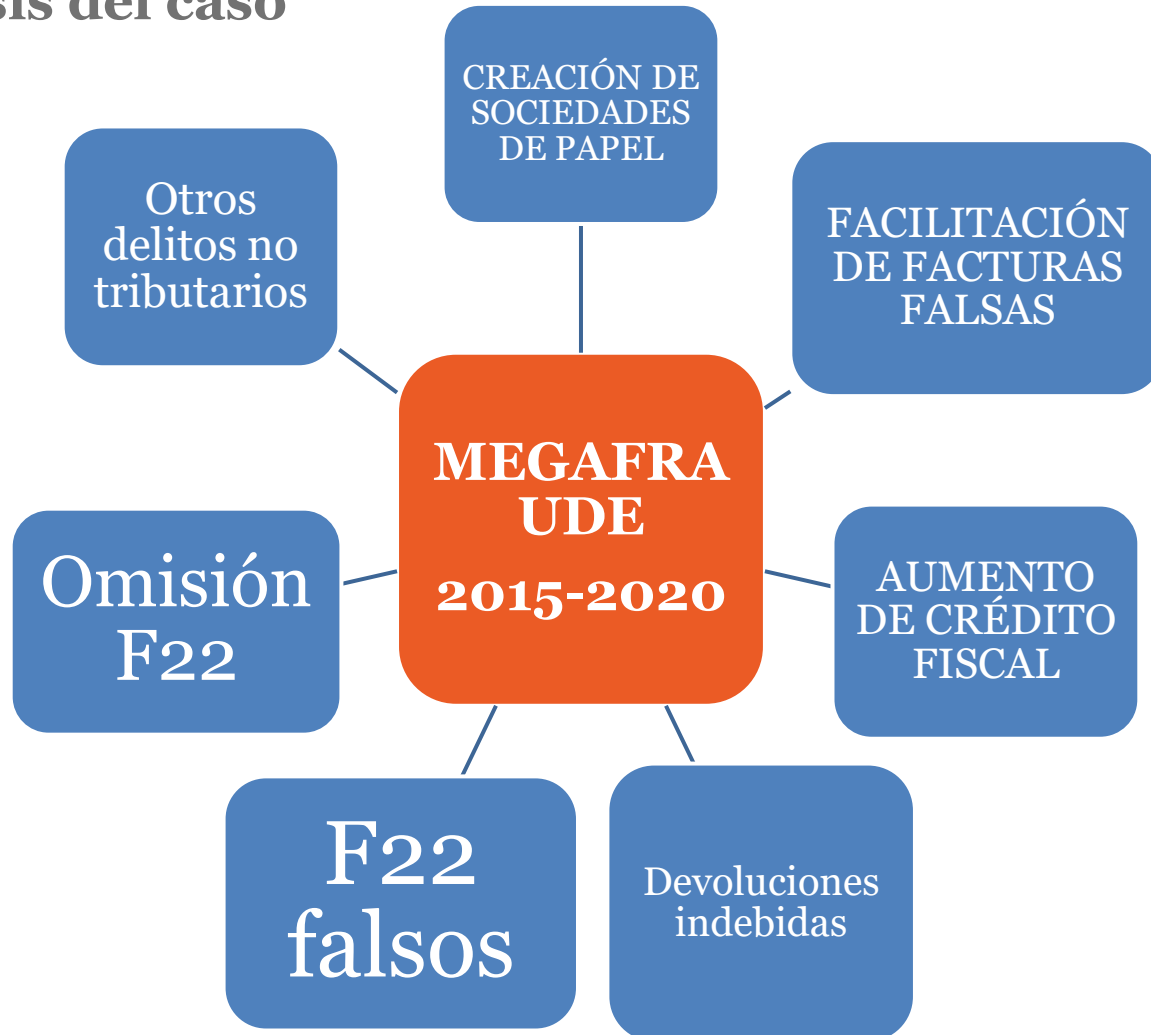 sis del caso
CREACIÓN DE
SOCIEDADES
DE PAPEL
FACILITACIÓN
DE FACTURAS
FALSAS
AUMENTO
DE CRÉDITO
FISCAL
Devoluciones
indebidas
F22
falsos
Omisión
F22
Otros
delitos no
tributarios
MEGAFRA
UDE
2015-2020